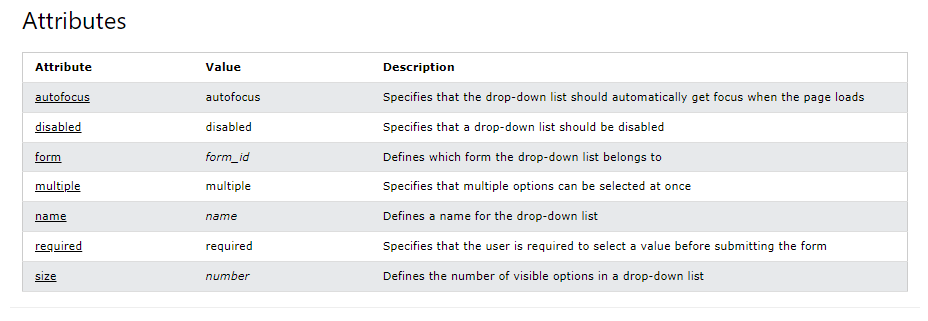 Attributes
Attribute Value Description
autofocus autofocus Specifies that the drop-down list should automatically get focus when the page loads
disabled disabled Specifies that a drop-down list should be disabled
form form_id Defines which form the drop-down list belongs to
multiple multiple Specifies that multiple options can be selected at once
name name Defines a name for the drop-down list
required required Specifies that the user is required to select a value before submitting the form
size number Defines the number of visible options in a drop-down list